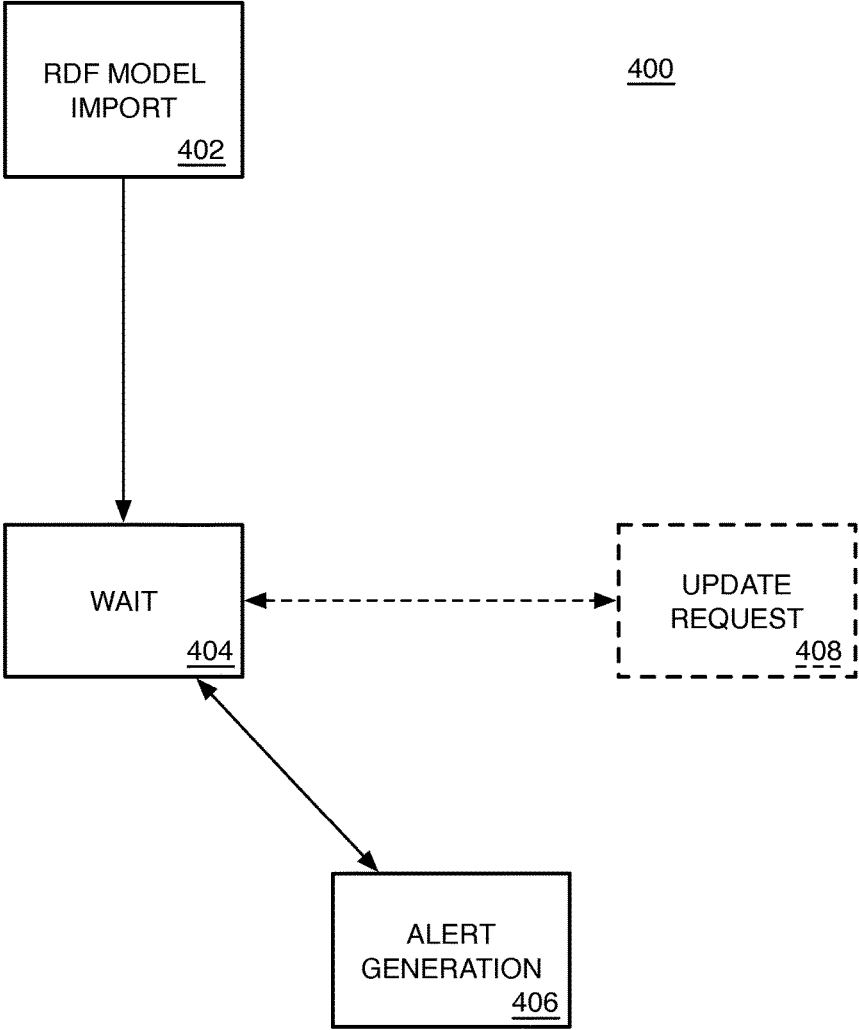 RDF MODEL
IMPORT
402
400
WAIT
404
UPDATE
REQUEST
408
ALERT
GENERATION
406